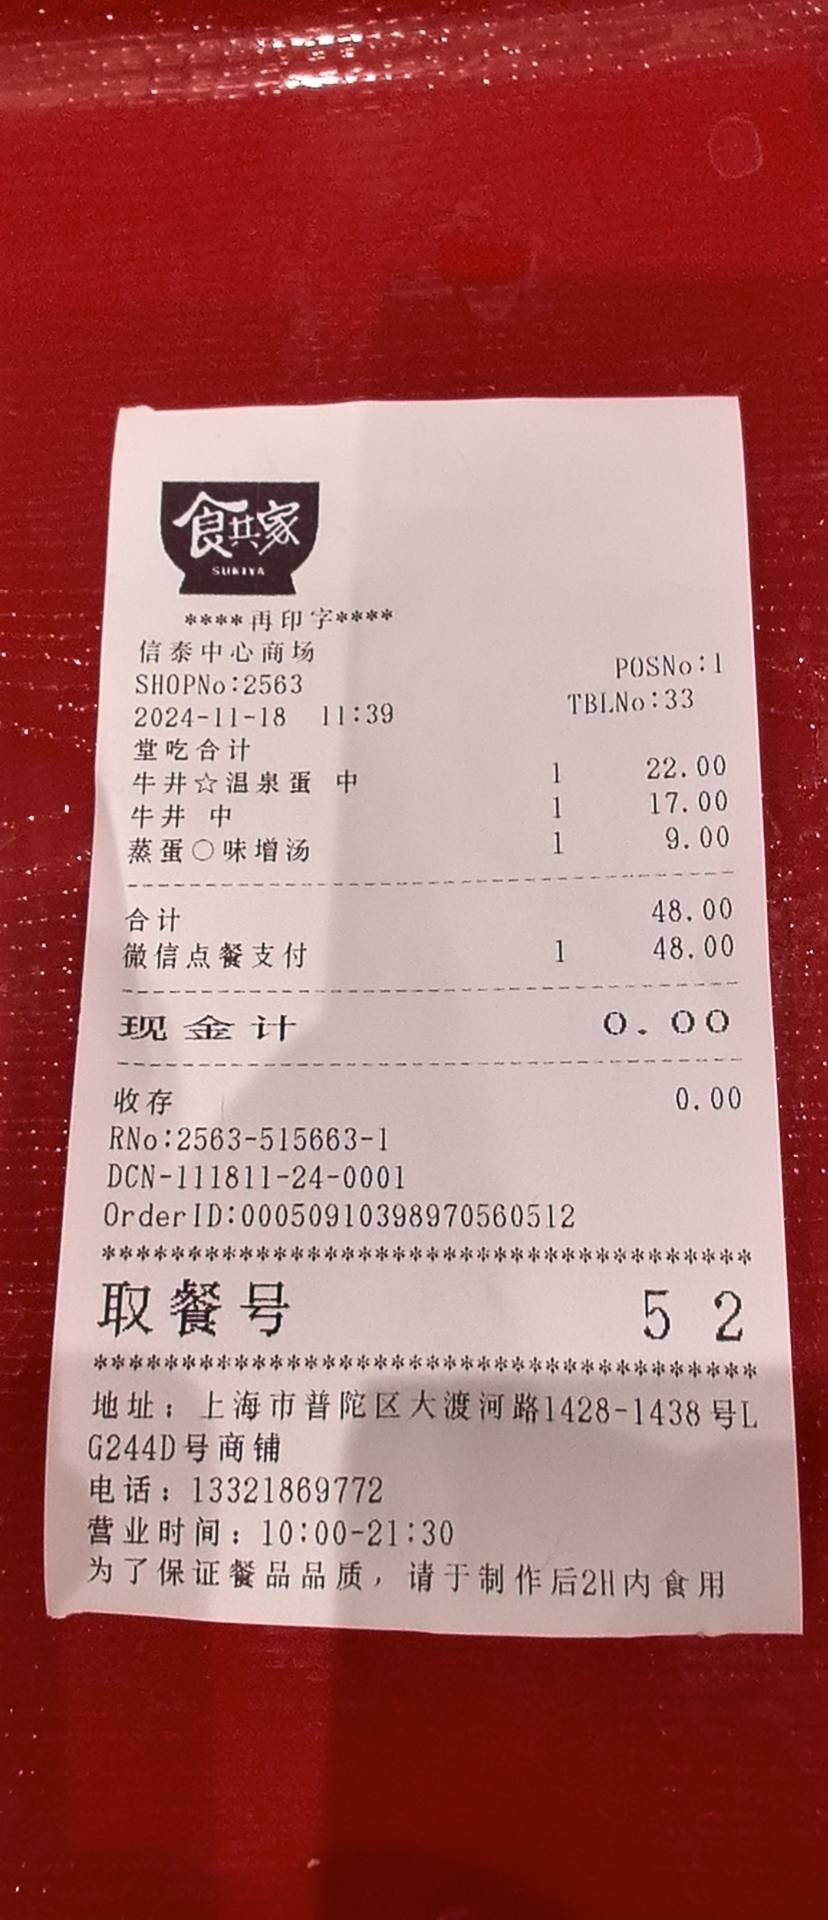 食其家
SUKIYA
****再印字****
信泰中心商场
SHOPNo:2563 POSNo:1
2024-11-18 11:39 TBLNo:33
堂吃合计
牛丼☆温泉蛋 中 1 22.00
牛丼 中 1 17.00
蒸蛋○味增汤 1 9.00
合计 48.00
微信点餐支付 1 48.00
现金计 0.00
收存 0.00
RNo:2563-515663-1
DCN-111811-24-0001
OrderID:00050910398970560512
取餐号 52
地址：上海市普陀区大渡河路1428-1438号L
G244D号商铺
电话：13321869772
营业时间：10:00-21:30
为了保证餐品品质，请于制作后2H内食用